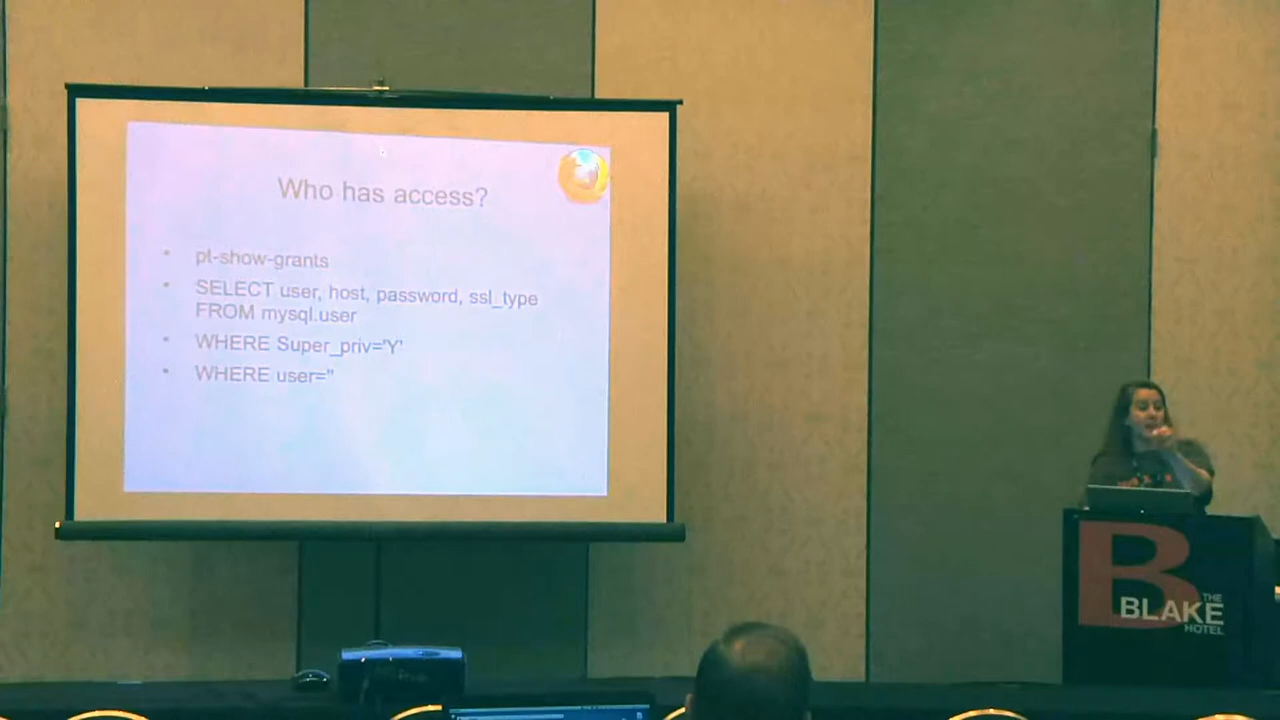 Who has access?
• pt-show-grants
• SELECT user, host, password, ssl_type
FROM mysql.user
• WHERE Super_priv='Y'
• WHERE user=''
B
THE
BLAKE
HOTEL